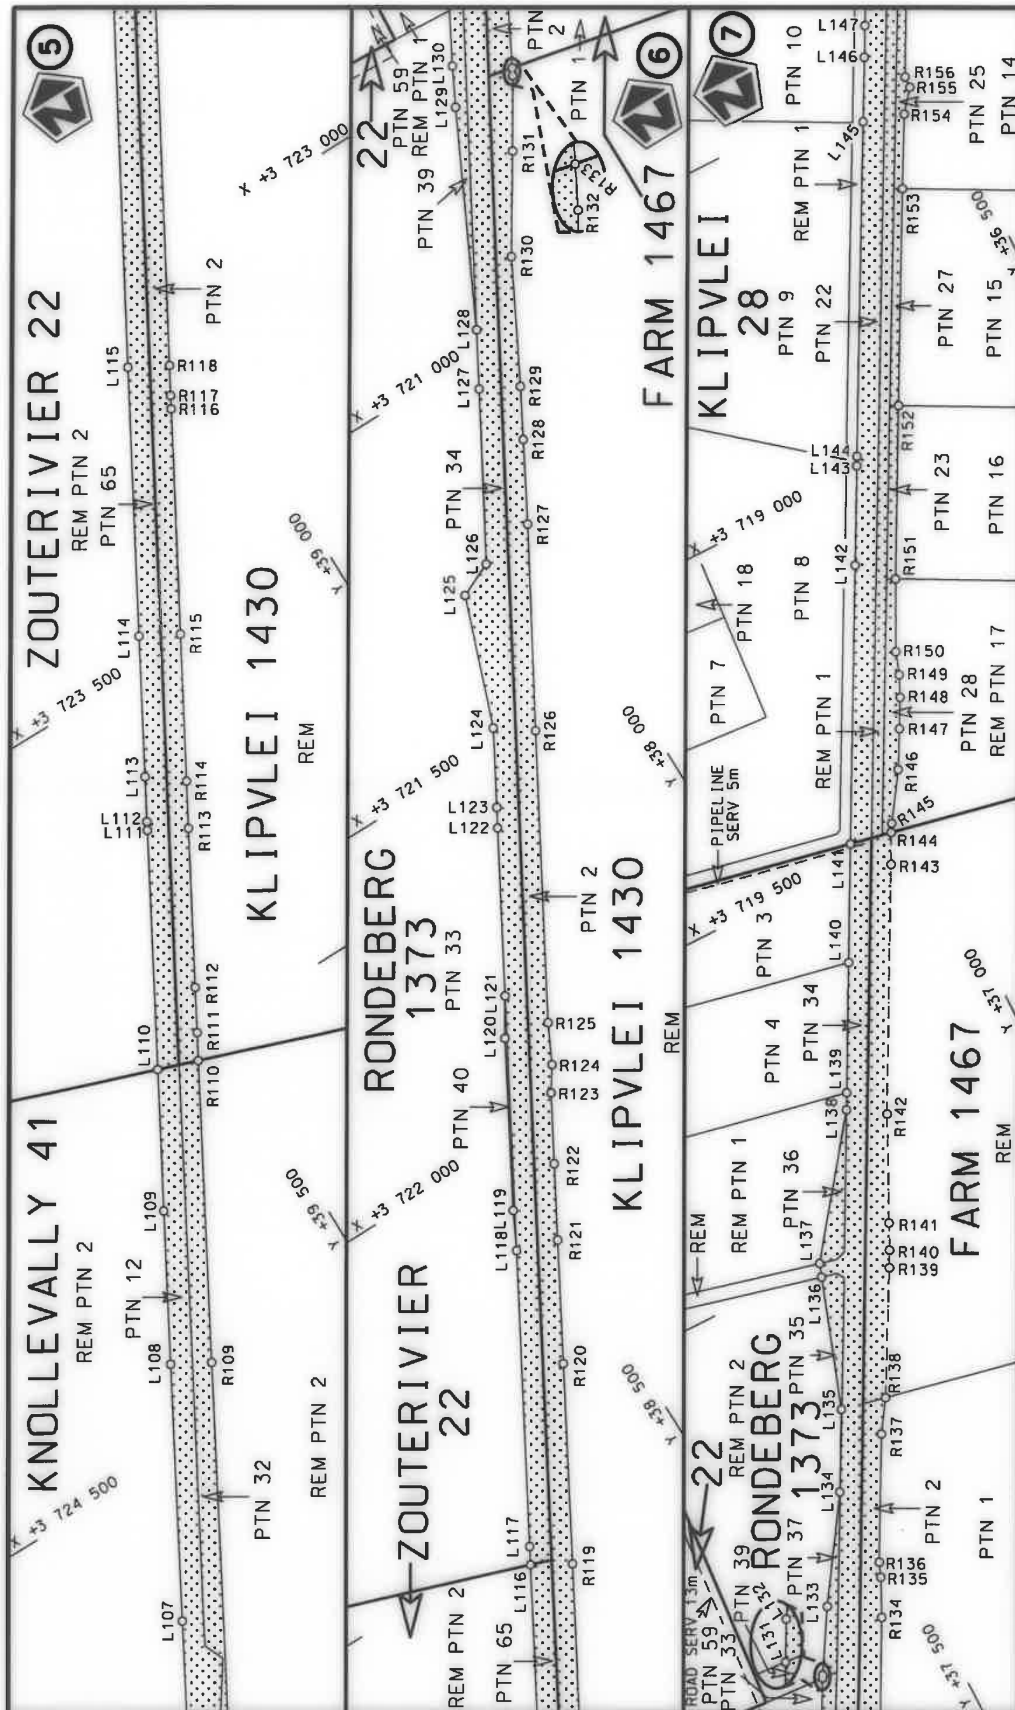 5
KNOLLEVALLY 41
REM PTN 2
PTN 12
ZOUTERIVIER 22
REM PTN 2
PTN 65
X +3 724 500
X +3 723 500
L107
L108
L109
L110
L111
L112
L113
L114
L115
R109
R110
R111
R112
R113
R114
R115
R116
R117
R118
PTN 32
REM PTN 2
KLIPVLEI 1430
REM
PTN 2
Y +39 500
Y +39 000
X +3 723 000
6
ZOUTERIVIER
22
REM PTN 2
PTN 65
RONDEBERG
1373
PTN 33
PTN 40
PTN 34
X +3 722 000
X +3 721 500
X +3 721 000
22
PTN 59
REM PTN 1
PTN 39
L116
L117
L118
L119
L120
L121
L122
L123
L124
L125
L126
L127
L128
L129
L130
R119
R120
R121
R122
R123
R124
R125
R126
R127
R128
R129
R130
R131
R132
R133
PTN 2
PTN 2
PTN 1
KLIPVLEI 1430
REM
FARM 1467
Y +38 500
Y +38 000
7
ROAD SERV 13m
PTN 59
PTN 33
22
REM PTN 2
PTN 39
RONDEBERG
1373
PTN 37
PTN 35
REM
REM PTN 1
PTN 36
PTN 4
PTN 34
PTN 3
X +3 719 500
PIPELINE
SERV 5m
PTN 7
PTN 18
REM PTN 1
PTN 8
X +3 719 000
KLIPVLEI
28
PTN 9
PTN 22
REM PTN 1
PTN 10
L131
L132
L133
L134
L135
L136
L137
L138
L139
L140
L141
L142
L143
L144
L145
L146
L147
R134
R135
R136
R137
R138
R139
R140
R141
R142
R143
R144
R145
R146
R147
R148
R149
R150
R151
R152
R153
R154
R155
R156
PTN 2
PTN 1
FARM 1467
REM
PTN 28
REM PTN 17
PTN 23
PTN 16
PTN 27
PTN 15
PTN 25
PTN 14
Y +37 500
Y +37 000
Y +36 500